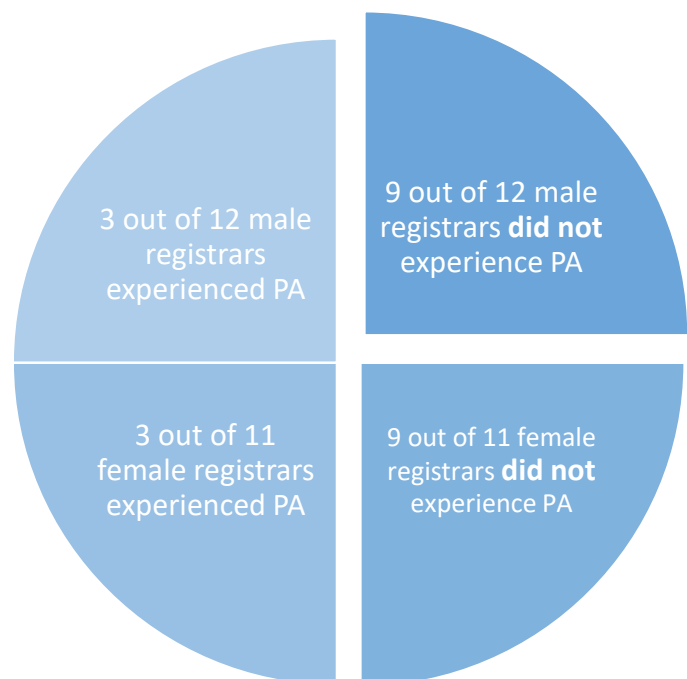 3 out of 12 male
registrars
experienced PA
9 out of 12 male
registrars did not
experience PA
3 out of 11
female registrars
experienced PA
9 out of 11 female
registrars did not
experience PA